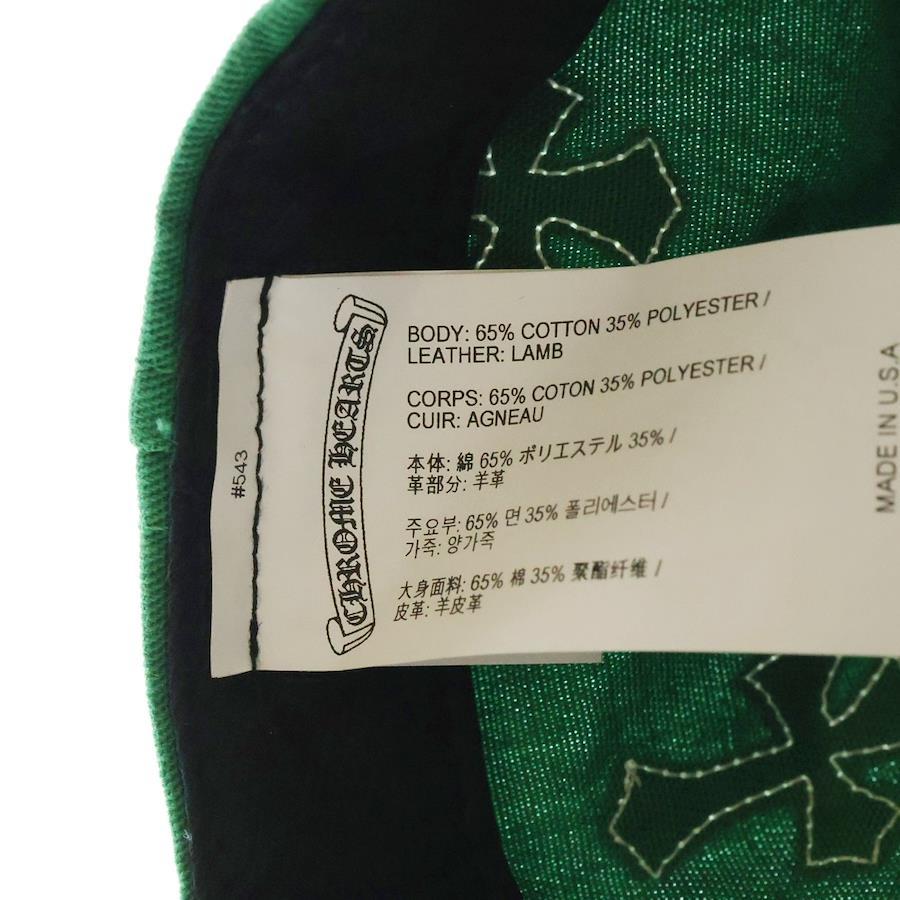 #543
CHROME HEARTS
BODY: 65% COTTON 35% POLYESTER /
LEATHER: LAMB
CORPS: 65% COTON 35% POLYESTER /
CUIR: AGNEAU
本体: 綿 65% ポリエステル 35% /
革部分: 羊革
주요부: 65% 면 35% 폴리에스터 /
가죽: 양가죽
大身面料: 65% 棉 35% 聚酯纤维 /
皮革: 羊皮革
MADE IN U.S.A